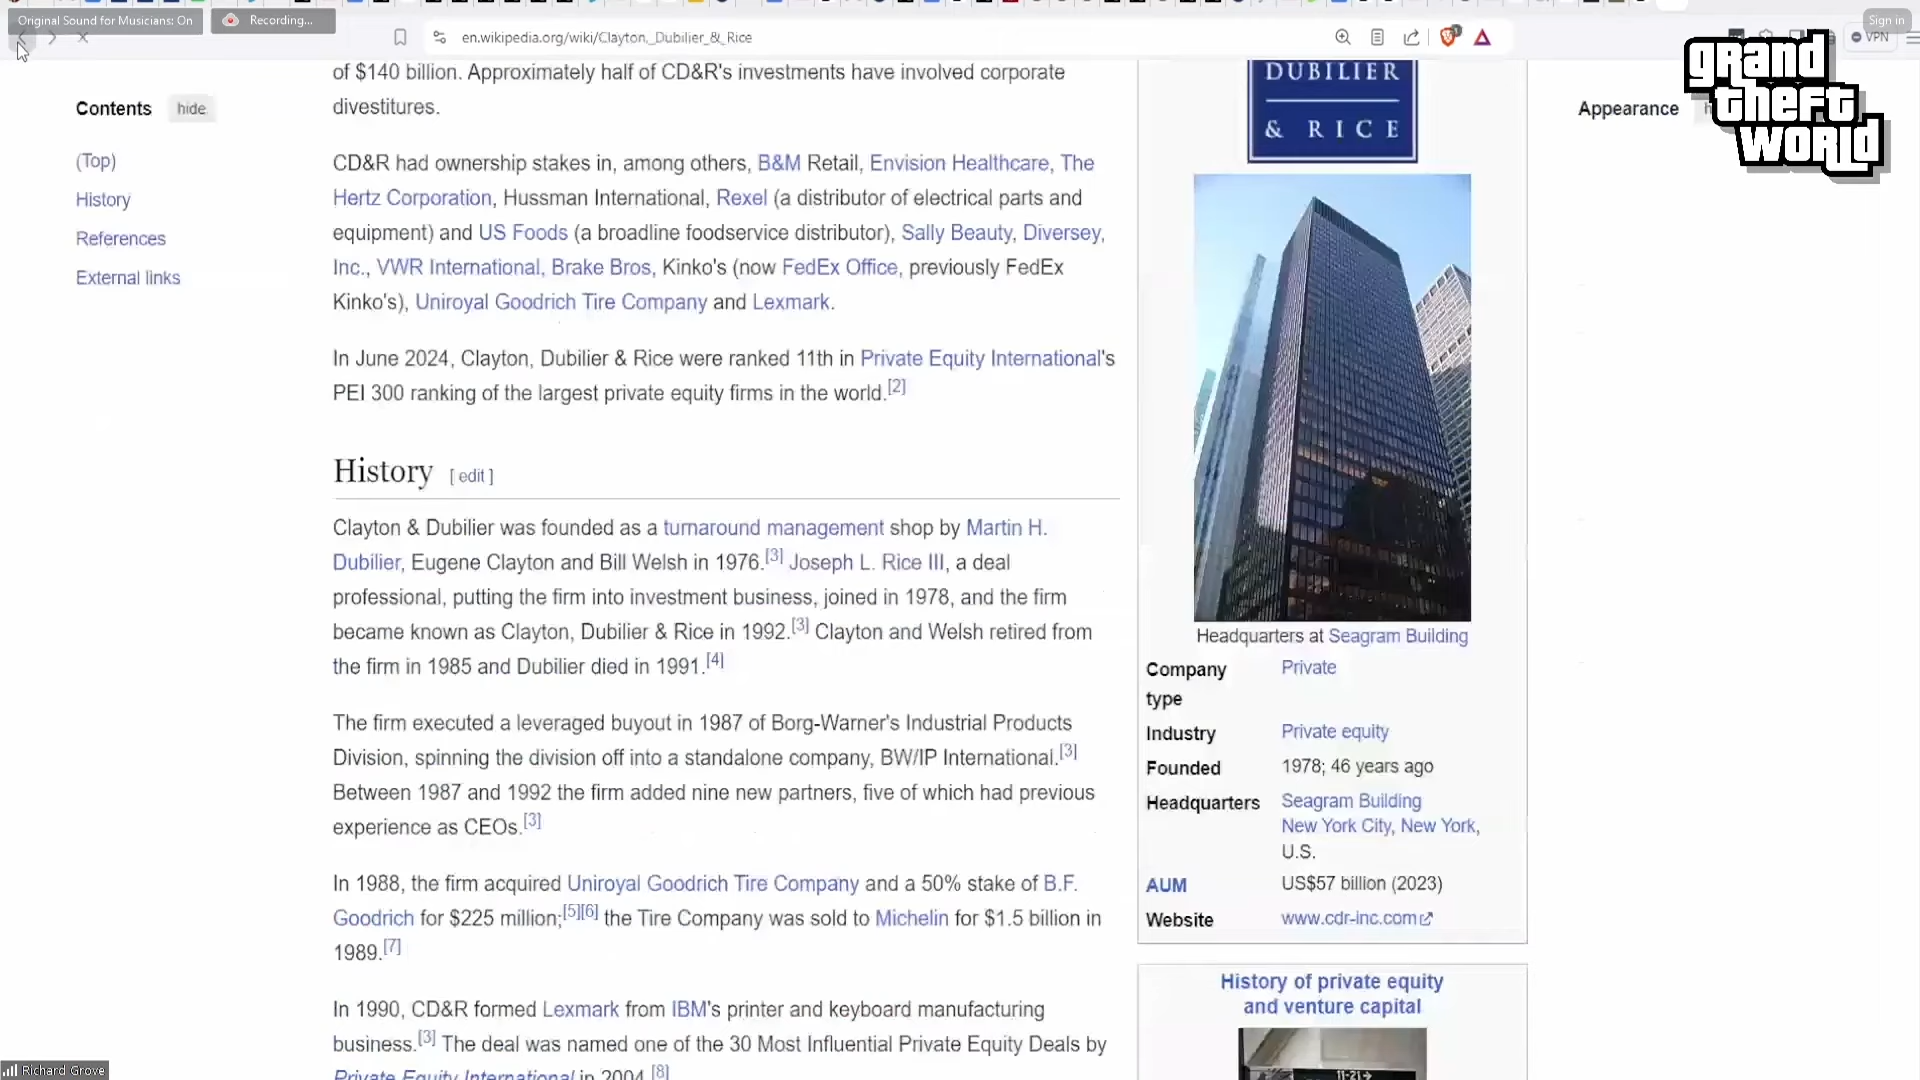 Original Sound for Musicians: On
Recording...
en.wikipedia.org/wiki/Clayton,_Dubilier_&_Rice
Sign in
VPN
grand
theft
world
Contents
hide
(Top)
History
References
External links
of $140 billion. Approximately half of CD&R's investments have involved corporate
divestitures.
CD&R had ownership stakes in, among others, B&M Retail, Envision Healthcare, The
Hertz Corporation, Hussman International, Rexel (a distributor of electrical parts and
equipment) and US Foods (a broadline foodservice distributor), Sally Beauty, Diversey,
Inc., VWR International, Brake Bros, Kinko's (now FedEx Office, previously FedEx
Kinko's), Uniroyal Goodrich Tire Company and Lexmark.
In June 2024, Clayton, Dubilier & Rice were ranked 11th in Private Equity International's
PEI 300 ranking of the largest private equity firms in the world.[2]
History [ edit ]
Clayton & Dubilier was founded as a turnaround management shop by Martin H.
Dubilier, Eugene Clayton and Bill Welsh in 1976.[3] Joseph L. Rice III, a deal
professional, putting the firm into investment business, joined in 1978, and the firm
became known as Clayton, Dubilier & Rice in 1992.[3] Clayton and Welsh retired from
the firm in 1985 and Dubilier died in 1991.[4]
The firm executed a leveraged buyout in 1987 of Borg-Warner's Industrial Products
Division, spinning the division off into a standalone company, BW/IP International.[3]
Between 1987 and 1992 the firm added nine new partners, five of which had previous
experience as CEOs.[3]
In 1988, the firm acquired Uniroyal Goodrich Tire Company and a 50% stake of B.F.
Goodrich for $225 million;[5][6] the Tire Company was sold to Michelin for $1.5 billion in
1989.[7]
In 1990, CD&R formed Lexmark from IBM's printer and keyboard manufacturing
business.[3] The deal was named one of the 30 Most Influential Private Equity Deals by
Private Equity International in 2004.[8]
DUBILIER
& RICE
Headquarters at Seagram Building
Company type Private
Industry Private equity
Founded 1978; 46 years ago
Headquarters Seagram Building
New York City, New York,
U.S.
AUM US$57 billion (2023)
Website www.cdr-inc.com
History of private equity
and venture capital
11-21→
Appearance
Richard Grove